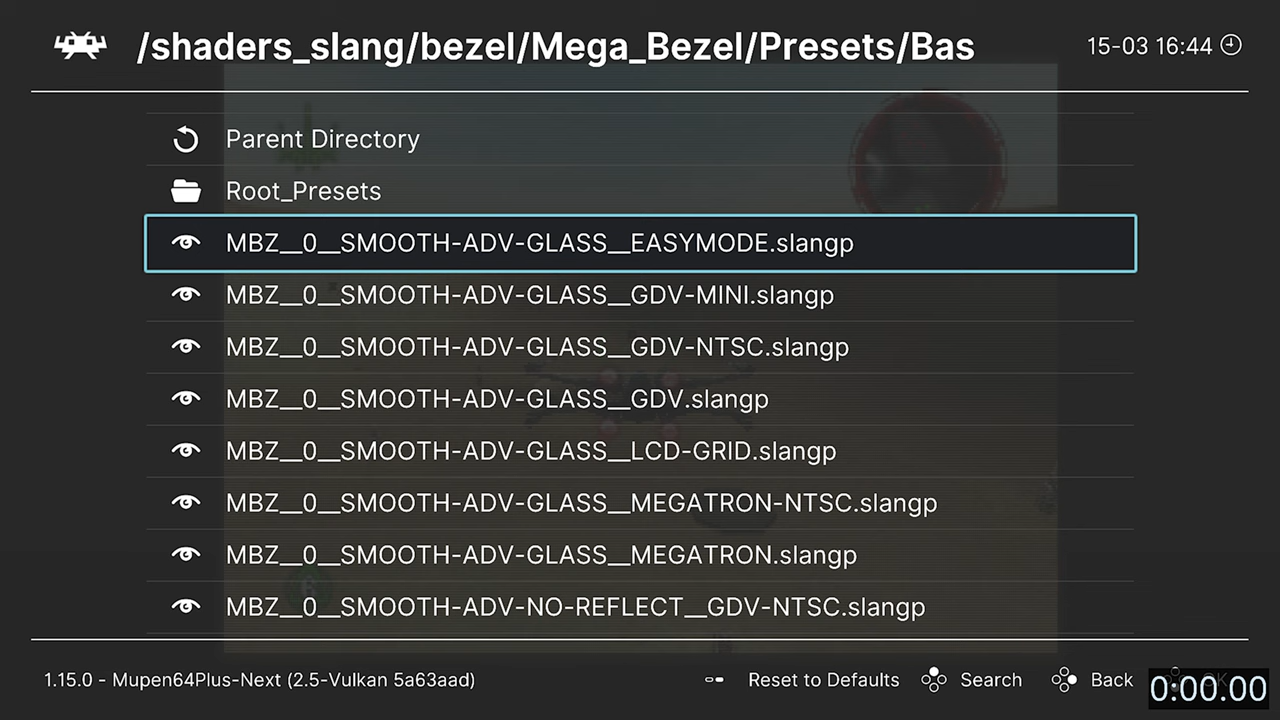 /shaders_slang/bezel/Mega_Bezel/Presets/Bas
15-03 16:44
Parent Directory
Root_Presets
MBZ__0__SMOOTH-ADV-GLASS__EASYMODE.slangp
MBZ__0__SMOOTH-ADV-GLASS__GDV-MINI.slangp
MBZ__0__SMOOTH-ADV-GLASS__GDV-NTSC.slangp
MBZ__0__SMOOTH-ADV-GLASS__GDV.slangp
MBZ__0__SMOOTH-ADV-GLASS__LCD-GRID.slangp
MBZ__0__SMOOTH-ADV-GLASS__MEGATRON-NTSC.slangp
MBZ__0__SMOOTH-ADV-GLASS__MEGATRON.slangp
MBZ__0__SMOOTH-ADV-NO-REFLECT__GDV-NTSC.slangp
1.15.0 - Mupen64Plus-Next (2.5-Vulkan 5a63aad)
Reset to Defaults
Search
Back
0:00.00